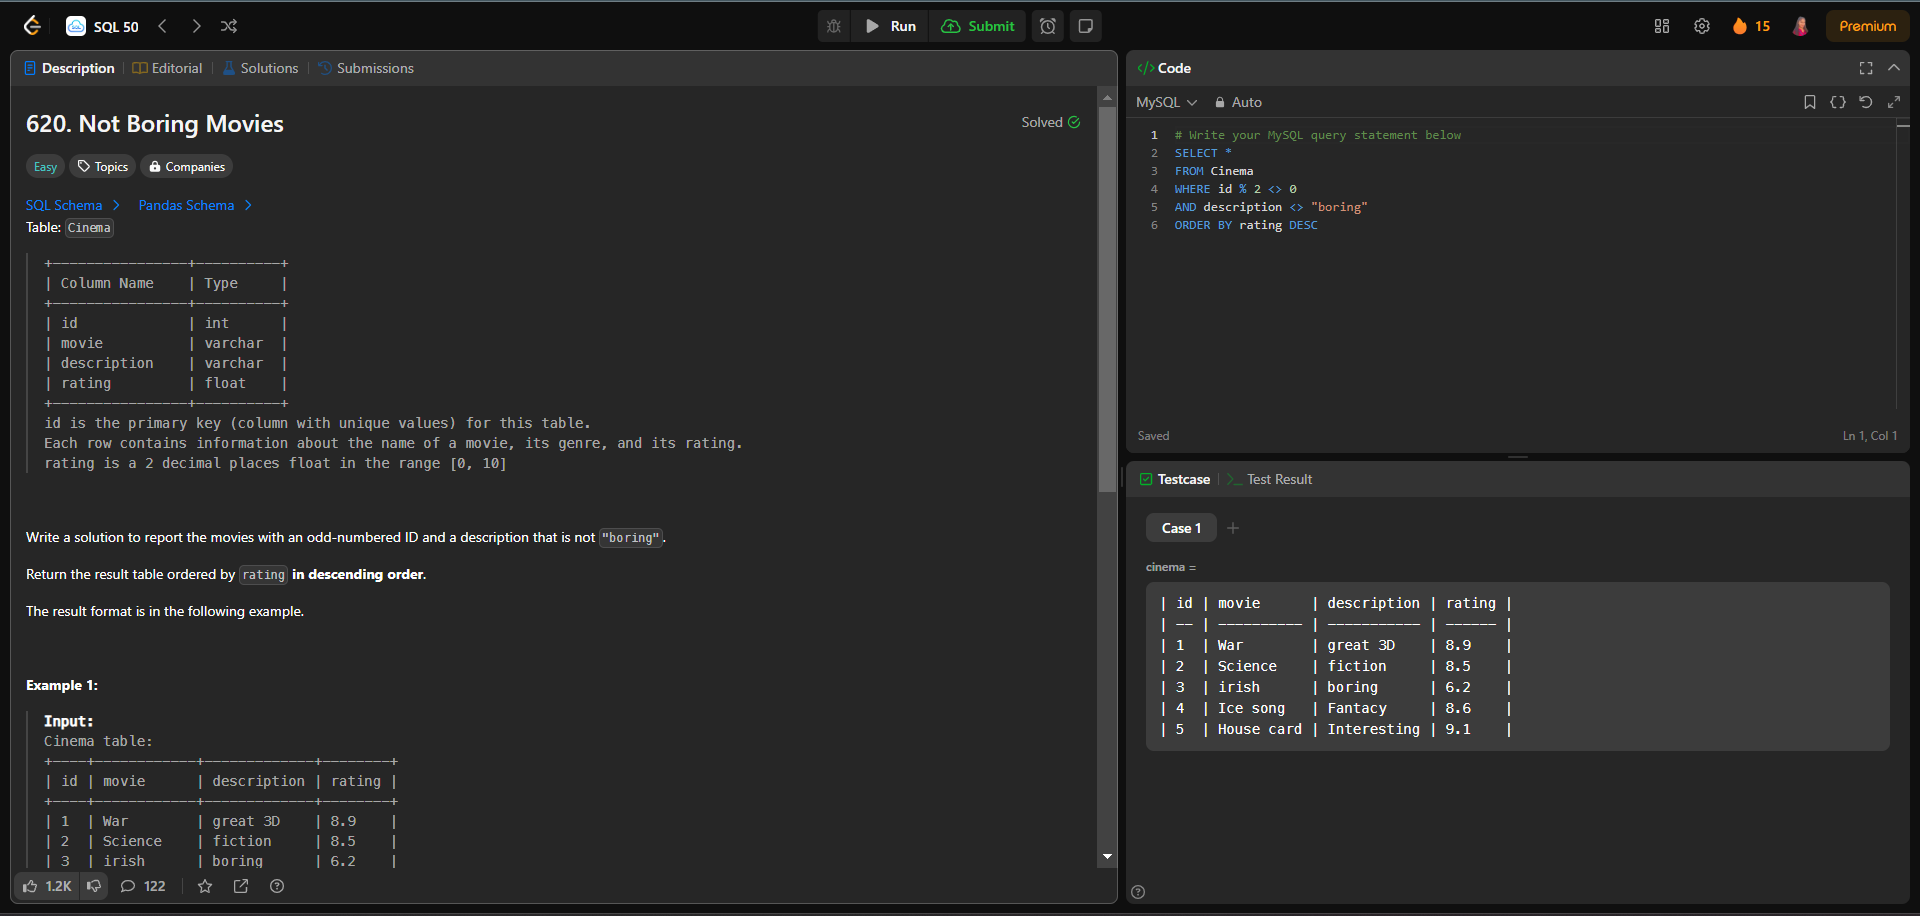 SQL 50
Run
Submit
15
Premium
Description
Editorial
Solutions
Submissions
620. Not Boring Movies
Solved
Easy
Topics
Companies
SQL Schema
Pandas Schema
Table: Cinema
+----------------+----------+
| Column Name    | Type     |
+----------------+----------+
| id             | int      |
| movie          | varchar  |
| description    | varchar  |
| rating         | float    |
+----------------+----------+
id is the primary key (column with unique values) for this table.
Each row contains information about the name of a movie, its genre, and its rating.
rating is a 2 decimal places float in the range [0, 10]
Write a solution to report the movies with an odd-numbered ID and a description that is not "boring".
Return the result table ordered by rating in descending order.
The result format is in the following example.
Example 1:
Input:
Cinema table:
+----+------------+-------------+--------+
| id | movie      | description | rating |
+----+------------+-------------+--------+
| 1  | War        | great 3D    | 8.9    |
| 2  | Science    | fiction     | 8.5    |
| 3  | irish      | boring      | 6.2    |
1.2K
122
</> Code
MySQL
Auto
1 # Write your MySQL query statement below
2 SELECT *
3 FROM Cinema
4 WHERE id % 2 <> 0
5 AND description <> "boring"
6 ORDER BY rating DESC
Saved
Ln 1, Col 1
Testcase
Test Result
Case 1
cinema =
| id | movie      | description | rating |
| -- | ---------- | ----------- | ------ |
| 1  | War        | great 3D    | 8.9    |
| 2  | Science    | fiction     | 8.5    |
| 3  | irish      | boring      | 6.2    |
| 4  | Ice song   | Fantacy     | 8.6    |
| 5  | House card | Interesting | 9.1    |